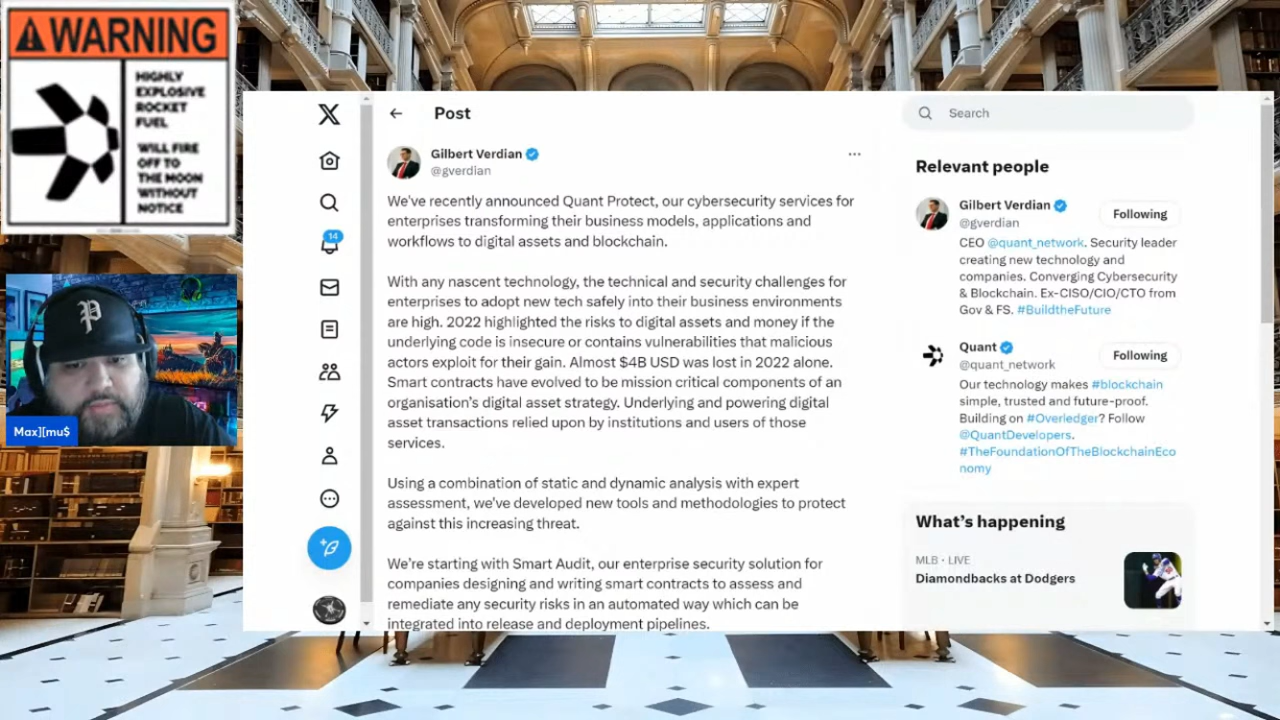 WARNING
HIGHLY
EXPLOSIVE
ROCKET
FUEL
WILL FIRE
OFF TO
THE MOON
WITHOUT
NOTICE
P
Max][mu$
14
Post
Gilbert Verdian
@gverdian
We've recently announced Quant Protect, our cybersecurity services for
enterprises transforming their business models, applications and
workflows to digital assets and blockchain.
With any nascent technology, the technical and security challenges for
enterprises to adopt new tech safely into their business environments
are high. 2022 highlighted the risks to digital assets and money if the
underlying code is insecure or contains vulnerabilities that malicious
actors exploit for their gain. Almost $4B USD was lost in 2022 alone.
Smart contracts have evolved to be mission critical components of an
organisation's digital asset strategy. Underlying and powering digital
asset transactions relied upon by institutions and users of those
services.
Using a combination of static and dynamic analysis with expert
assessment, we've developed new tools and methodologies to protect
against this increasing threat.
We're starting with Smart Audit, our enterprise security solution for
companies designing and writing smart contracts to assess and
remediate any security risks in an automated way which can be
integrated into release and deployment pipelines.
Search
Relevant people
Gilbert Verdian
@gverdian
Following
CEO @quant_network. Security leader
creating new technology and
companies. Converging Cybersecurity
& Blockchain. Ex-CISO/CIO/CTO from
Gov & FS. #BuildtheFuture
Quant
@quant_network
Following
Our technology makes #blockchain
simple, trusted and future-proof.
Building on #Overledger? Follow
@QuantDevelopers.
#TheFoundationOfTheBlockchainEco
nomy
What's happening
MLB · LIVE
Diamondbacks at Dodgers